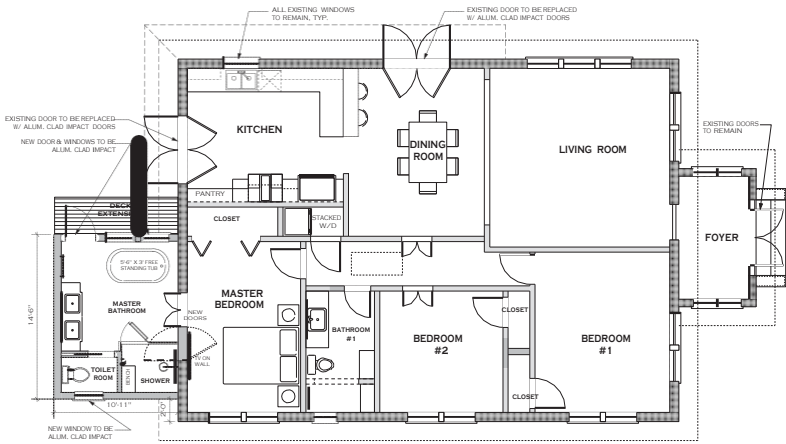 ALL EXISTING WINDOWS
TO REMAIN, TYP.
EXISTING DOOR TO BE REPLACED
W/ ALUM. CLAD IMPACT DOORS
EXISTING DOOR TO BE REPLACED
W/ ALUM. CLAD IMPACT DOORS
NEW DOOR & WINDOWS TO BE
ALUM. CLAD IMPACT
EXISTING DOORS
TO REMAIN
KITCHEN
DINING
ROOM
LIVING ROOM
PANTRY
DECK
CLOSET
STACKED
W/D
FOYER
5'-6" X 3' FREE
STANDING TUB
MASTER
BATHROOM
MASTER
BEDROOM
NEW
DOORS
14'-6"
BATHROOM
#1
BEDROOM
#2
CLOSET
BEDROOM
#1
TV ON
WALL
TOILET
ROOM
BENCH
SHOWER
CLOSET
10'-11"
2'-0"
NEW WINDOW TO BE
ALUM. CLAD IMPACT